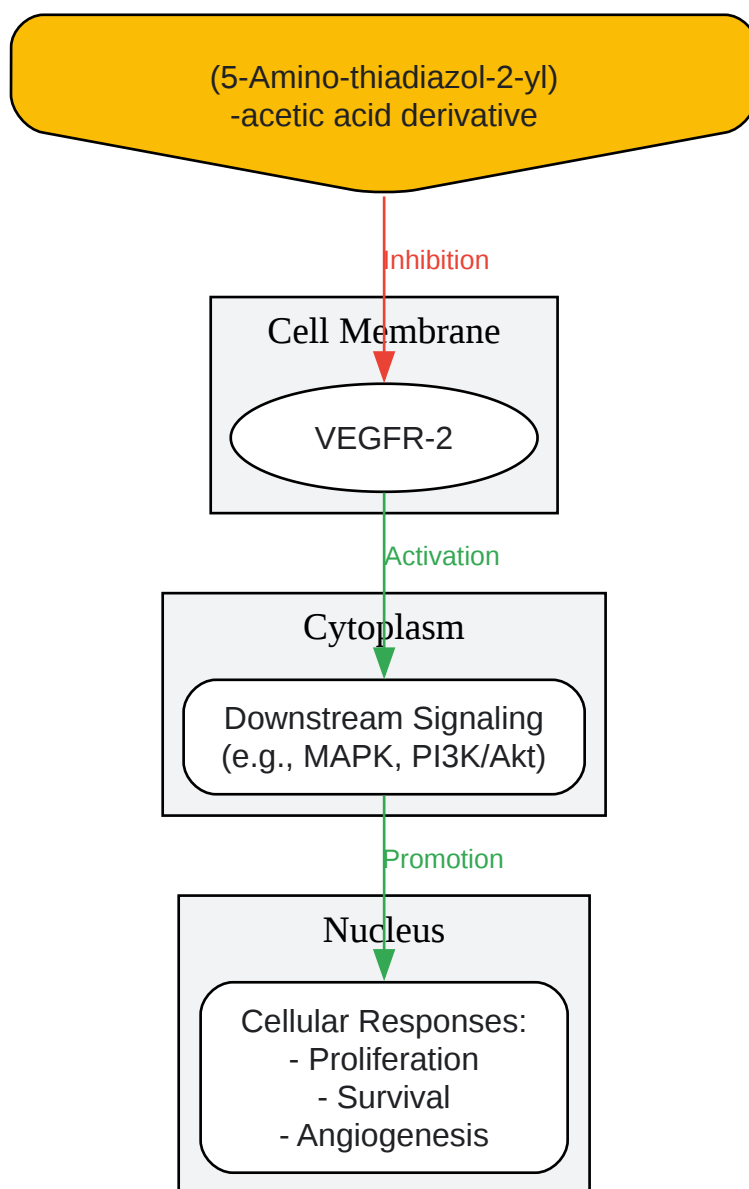 (5-Amino-thiadiazol-2-yl)
-acetic acid derivative
Inhibition
Cell Membrane
VEGFR-2
Activation
Cytoplasm
Downstream Signaling
(e.g., MAPK, PI3K/Akt)
Promotion
Nucleus
Cellular Responses:
- Proliferation
- Survival
- Angiogenesis